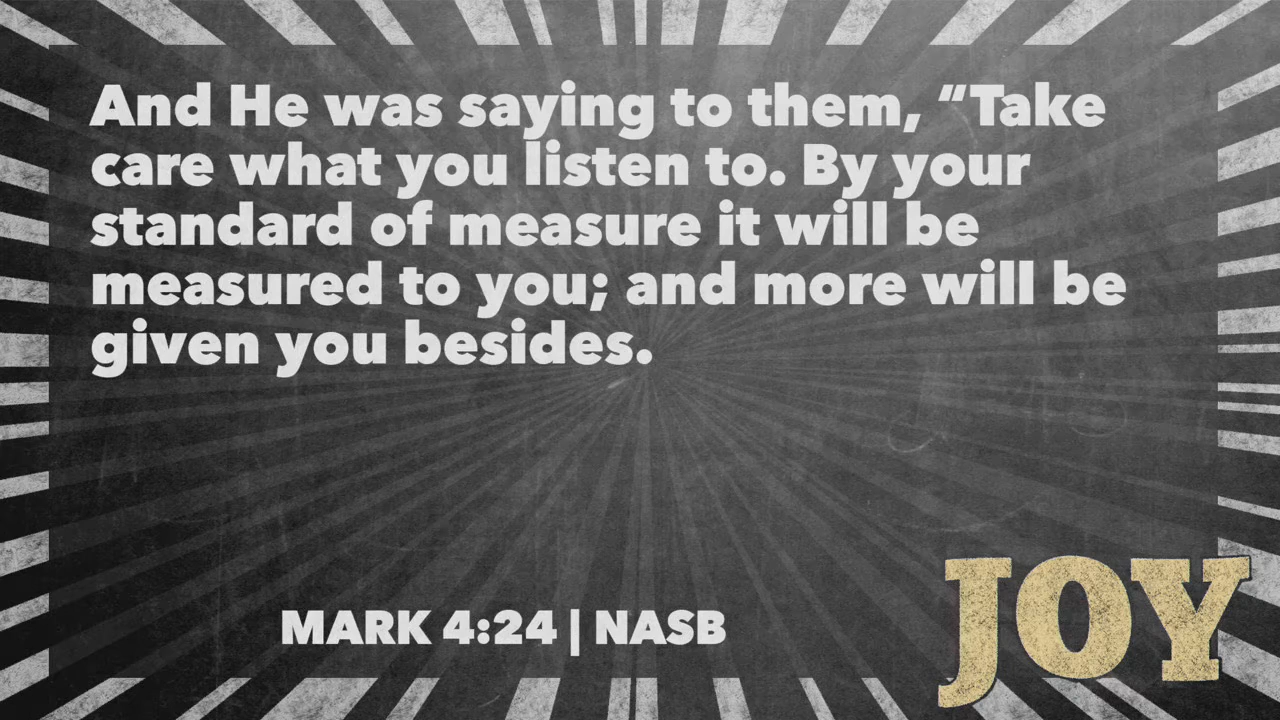 And He was saying to them, “Take
care what you listen to. By your
standard of measure it will be
measured to you; and more will be
given you besides.
MARK 4:24 | NASB
JOY